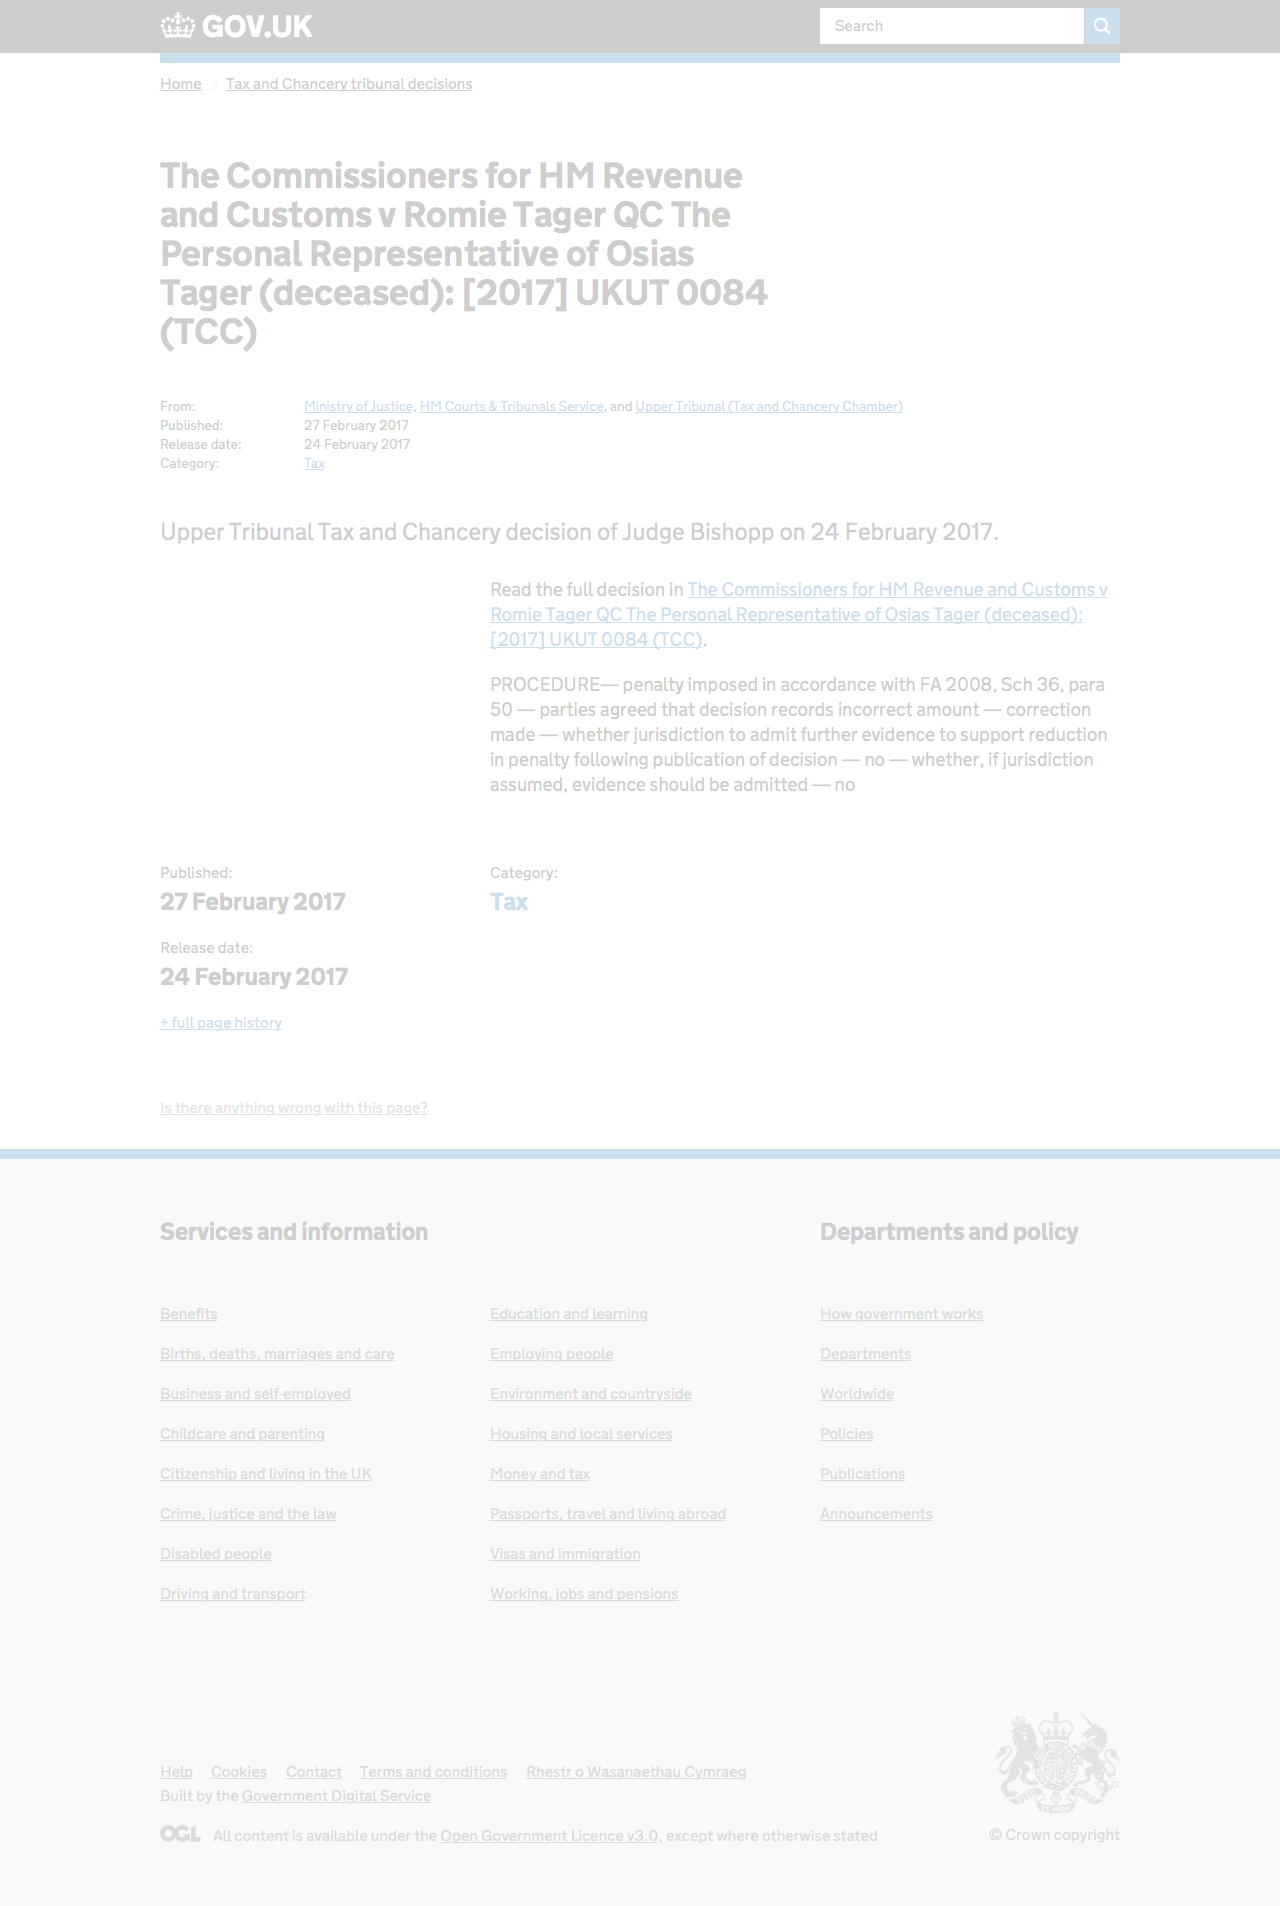 GOV.UK
Search
Home
Tax and Chancery tribunal decisions
The Commissioners for HM Revenue
and Customs v Romie Tager QC The
Personal Representative of Osias
Tager (deceased): [2017] UKUT 0084
(TCC)
From: Ministry of Justice, HM Courts & Tribunals Service, and Upper Tribunal (Tax and Chancery Chamber)
Published: 27 February 2017
Release date: 24 February 2017
Category: Tax
Upper Tribunal Tax and Chancery decision of Judge Bishopp on 24 February 2017.
Read the full decision in The Commissioners for HM Revenue and Customs v
Romie Tager QC The Personal Representative of Osias Tager (deceased):
[2017] UKUT 0084 (TCC).
PROCEDURE— penalty imposed in accordance with FA 2008, Sch 36, para
50 — parties agreed that decision records incorrect amount — correction
made — whether jurisdiction to admit further evidence to support reduction
in penalty following publication of decision — no — whether, if jurisdiction
assumed, evidence should be admitted — no
Published:
27 February 2017
Release date:
24 February 2017
+ full page history
Category:
Tax
Is there anything wrong with this page?
Services and information
Benefits
Births, deaths, marriages and care
Business and self-employed
Childcare and parenting
Citizenship and living in the UK
Crime, justice and the law
Disabled people
Driving and transport
Education and learning
Employing people
Environment and countryside
Housing and local services
Money and tax
Passports, travel and living abroad
Visas and immigration
Working, jobs and pensions
Departments and policy
How government works
Departments
Worldwide
Policies
Publications
Announcements
Help Cookies Contact Terms and conditions Rhestr o Wasanaethau Cymraeg
Built by the Government Digital Service
OGL All content is available under the Open Government Licence v3.0, except where otherwise stated
© Crown copyright